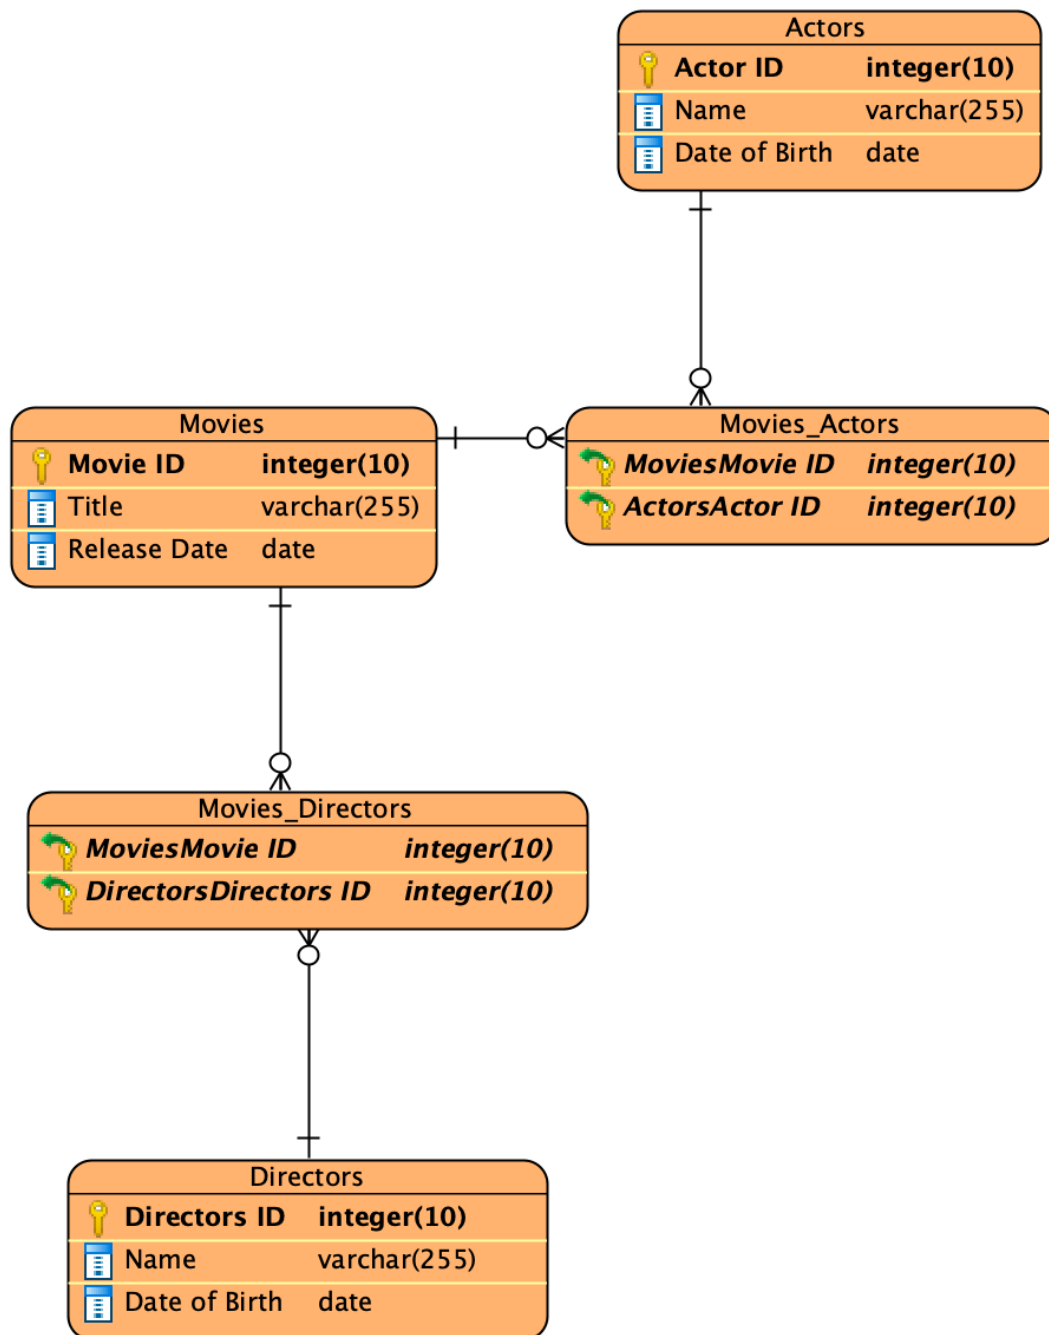 Actors
Actor ID integer(10)
Name varchar(255)
Date of Birth date
Movies
Movie ID integer(10)
Title varchar(255)
Release Date date
Movies_Actors
MoviesMovie ID integer(10)
ActorsActor ID integer(10)
Movies_Directors
MoviesMovie ID integer(10)
DirectorsDirectors ID integer(10)
Directors
Directors ID integer(10)
Name varchar(255)
Date of Birth date